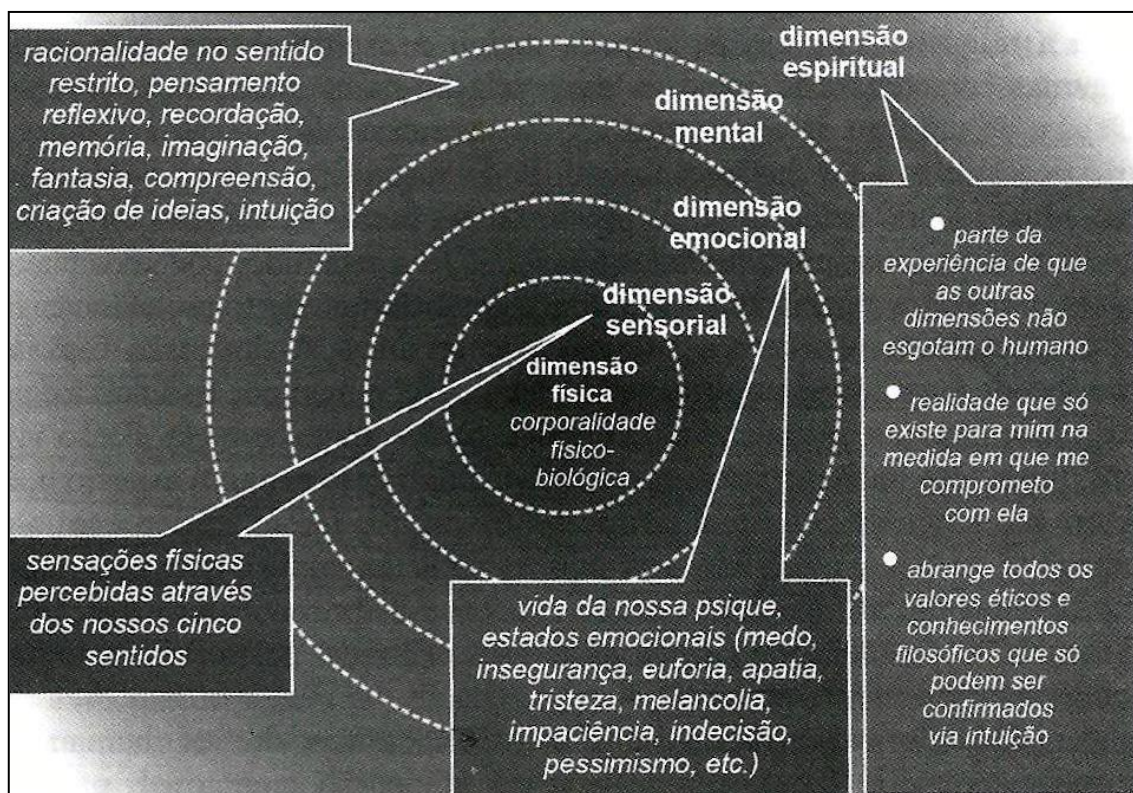 racionalidade no sentido
restrito, pensamento
reflexivo, recordação,
memória, imaginação,
fantasia, compreensão,
criação de ideias, intuição
dimensão
espiritual
dimensão
mental
dimensão
emocional
dimensão
sensorial
dimensão
física
corporalidade
físico-
biológica
• parte da
experiência de que
as outras
dimensões não
esgotam o humano
• realidade que só
existe para mim na
medida em que me
comprometo
com ela
• abrange todos os
valores éticos e
conhecimentos
filosóficos que só
podem ser
confirmados
via intuição
sensações físicas
percebidas através
dos nossos cinco
sentidos
vida da nossa psique,
estados emocionais (medo,
insegurança, euforia, apatia,
tristeza, melancolia,
impaciência, indecisão,
pessimismo, etc.)